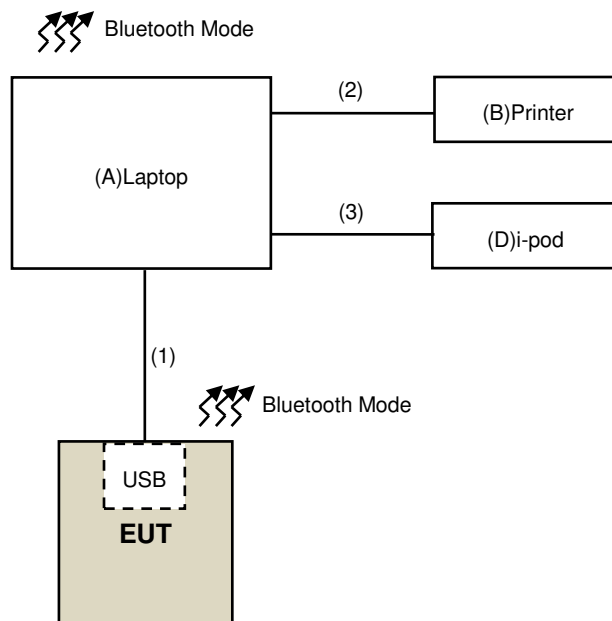 Bluetooth Mode
(2)
(B)Printer
(A)Laptop
(3)
(D)i-pod
(1)
Bluetooth Mode
USB
EUT